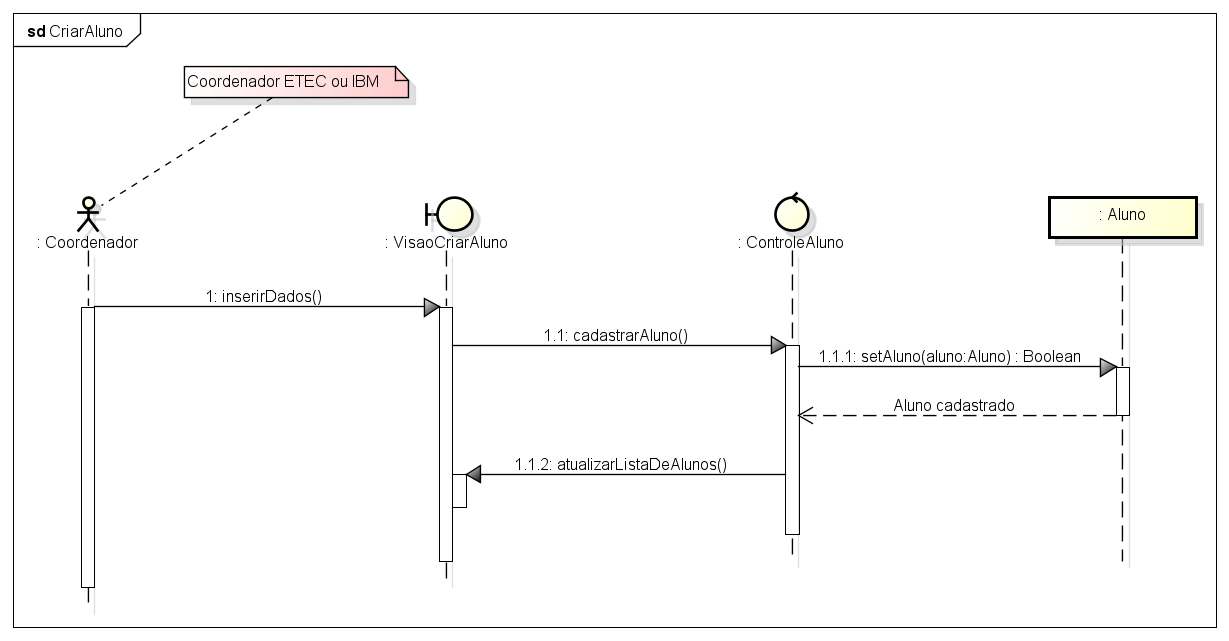 sd CriarAluno
Coordenador ETEC ou IBM
: Coordenador
: VisaoCriarAluno
: ControleAluno
: Aluno
1: inserirDados()
1.1: cadastrarAluno()
1.1.1: setAluno(aluno:Aluno) : Boolean
Aluno cadastrado
1.1.2: atualizarListaDeAlunos()